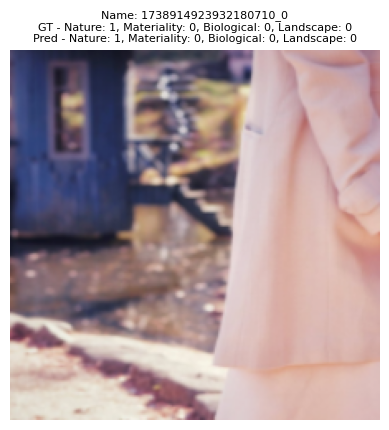 Name: 1738914923932180710_0
GT - Nature: 1, Materiality: 0, Biological: 0, Landscape: 0
Pred - Nature: 1, Materiality: 0, Biological: 0, Landscape: 0